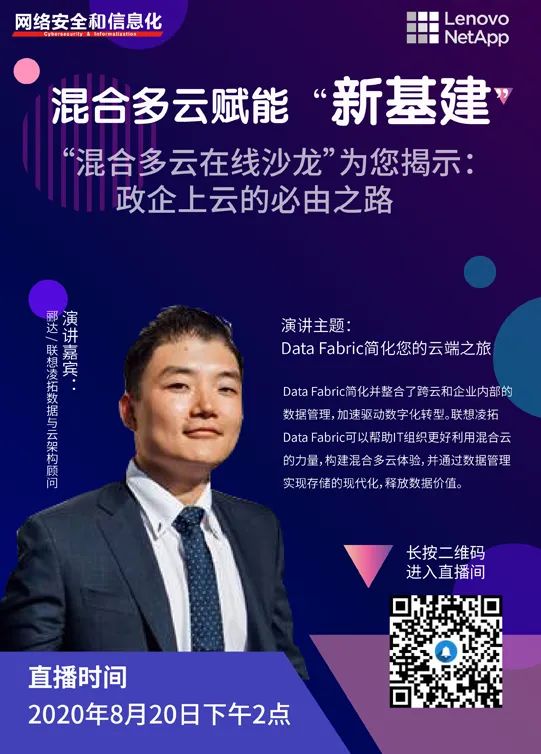 网络安全和信息化
Cybersecurity & Informatization
Lenovo
NetApp
混合多云赋能 “新基建”
“混合多云在线沙龙”为您揭示：
政企上云的必由之路
演讲嘉宾：
郦达/联想凌拓数据与云架构顾问
演讲主题：
Data Fabric简化您的云端之旅
Data Fabric简化并整合了跨云和企业内部的
数据管理，加速驱动数字化转型。联想凌拓
Data Fabric可以帮助IT组织更好利用混合云
的力量，构建混合多云体验，并通过数据管理
实现存储的现代化，释放数据价值。
长按二维码
进入直播间
直播时间
2020年8月20日下午2点